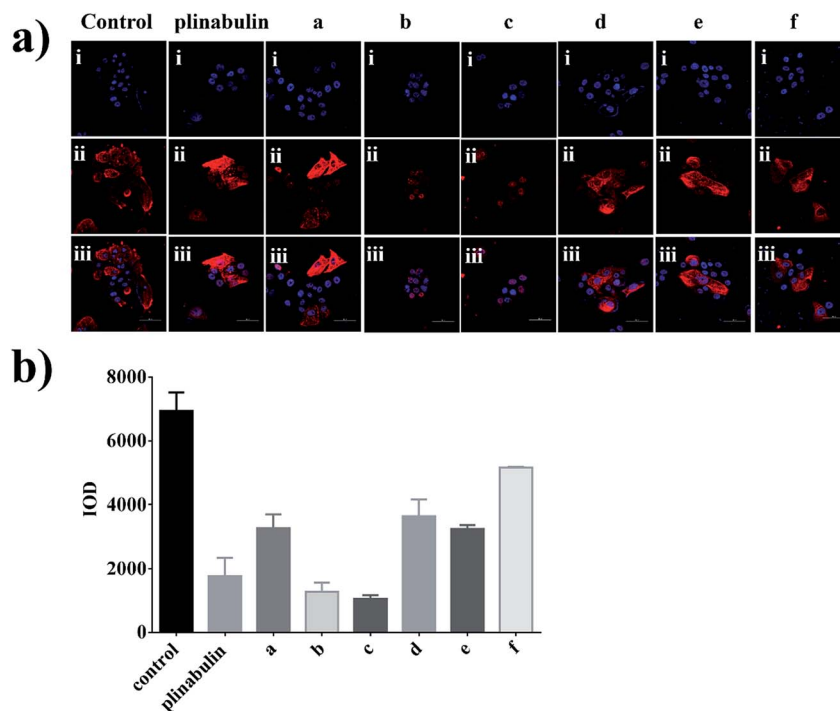 Control plinabulin a b c d e f
a)
i i i i i i i i
ii ii ii ii ii ii ii ii
iii iii iii iii iii iii iii iii
b)
8000
6000
4000
2000
0
IOD
control plinabulin a b c d e f